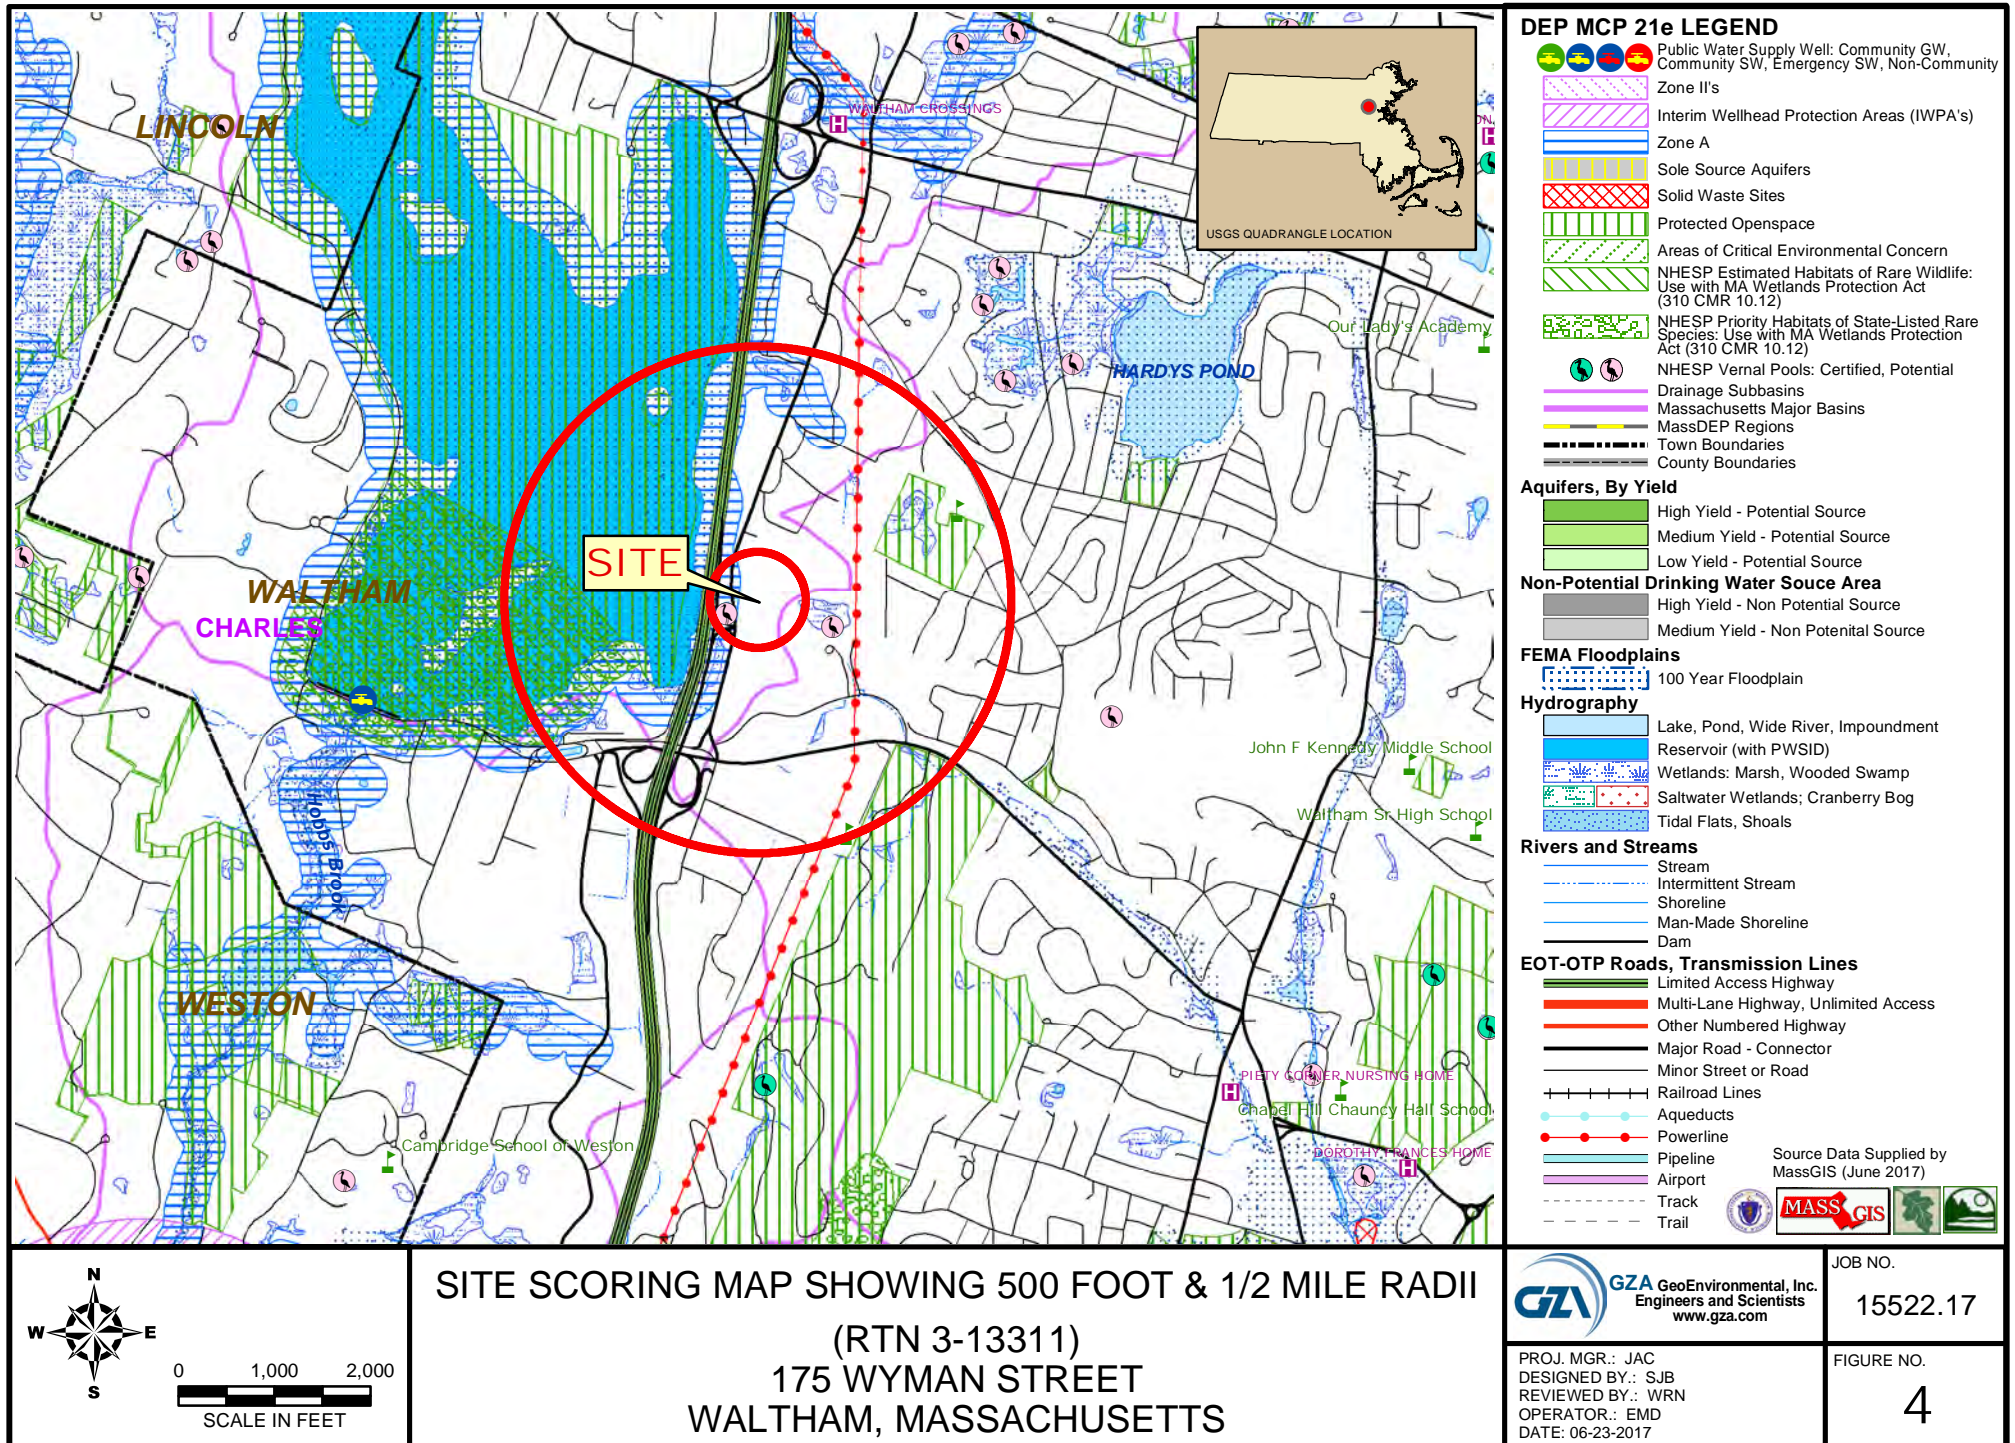 LINCOLN
WALTHAM CROSSINGS
H
H
USGS QUADRANGLE LOCATION
Our Lady's Academy
HARDYS POND
SITE
WALTHAM
CHARLES
John F Kennedy Middle School
Waltham Sr High School
Hobbs Brook
WESTON
PIETY CORNER NURSING HOME
H
Chapel Hill Chauncy Hall School
Cambridge School of Weston
DOROTHY FRANCES HOME
H
DEP MCP 21e LEGEND
Public Water Supply Well: Community GW,
Community SW, Emergency SW, Non-Community
Zone II's
Interim Wellhead Protection Areas (IWPA's)
Zone A
Sole Source Aquifers
Solid Waste Sites
Protected Openspace
Areas of Critical Environmental Concern
NHESP Estimated Habitats of Rare Wildlife:
Use with MA Wetlands Protection Act
(310 CMR 10.12)
NHESP Priority Habitats of State-Listed Rare
Species: Use with MA Wetlands Protection
Act (310 CMR 10.12)
NHESP Vernal Pools: Certified, Potential
Drainage Subbasins
Massachusetts Major Basins
MassDEP Regions
Town Boundaries
County Boundaries
Aquifers, By Yield
High Yield - Potential Source
Medium Yield - Potential Source
Low Yield - Potential Source
Non-Potential Drinking Water Souce Area
High Yield - Non Potential Source
Medium Yield - Non Potenital Source
FEMA Floodplains
100 Year Floodplain
Hydrography
Lake, Pond, Wide River, Impoundment
Reservoir (with PWSID)
Wetlands: Marsh, Wooded Swamp
Saltwater Wetlands; Cranberry Bog
Tidal Flats, Shoals
Rivers and Streams
Stream
Intermittent Stream
Shoreline
Man-Made Shoreline
Dam
EOT-OTP Roads, Transmission Lines
Limited Access Highway
Multi-Lane Highway, Unlimited Access
Other Numbered Highway
Major Road - Connector
Minor Street or Road
Railroad Lines
Aqueducts
Powerline
Pipeline
Airport
Track
Trail
Source Data Supplied by
MassGIS (June 2017)
MASS GIS
N
W E
S
0 1,000 2,000
SCALE IN FEET
SITE SCORING MAP SHOWING 500 FOOT & 1/2 MILE RADII
(RTN 3-13311)
175 WYMAN STREET
WALTHAM, MASSACHUSETTS
GZA
GZA GeoEnvironmental, Inc.
Engineers and Scientists
www.gza.com
JOB NO.
15522.17
PROJ. MGR.: JAC
DESIGNED BY.: SJB
REVIEWED BY.: WRN
OPERATOR.: EMD
DATE: 06-23-2017
FIGURE NO.
4